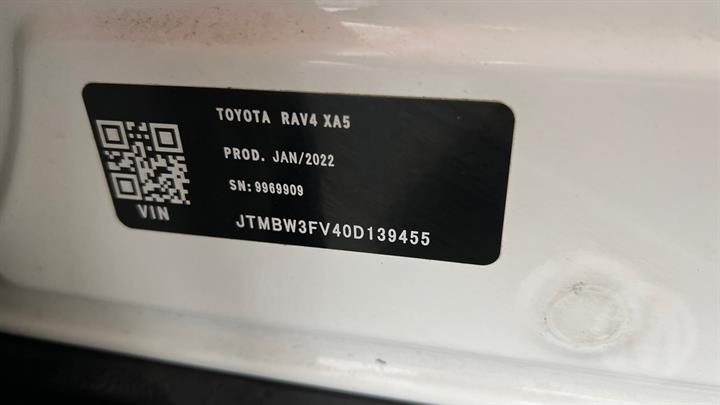 TOYOTA RAV4 XA5
PROD. JAN/2022
SN: 9969909
VIN
JTMBW3FV40D139455